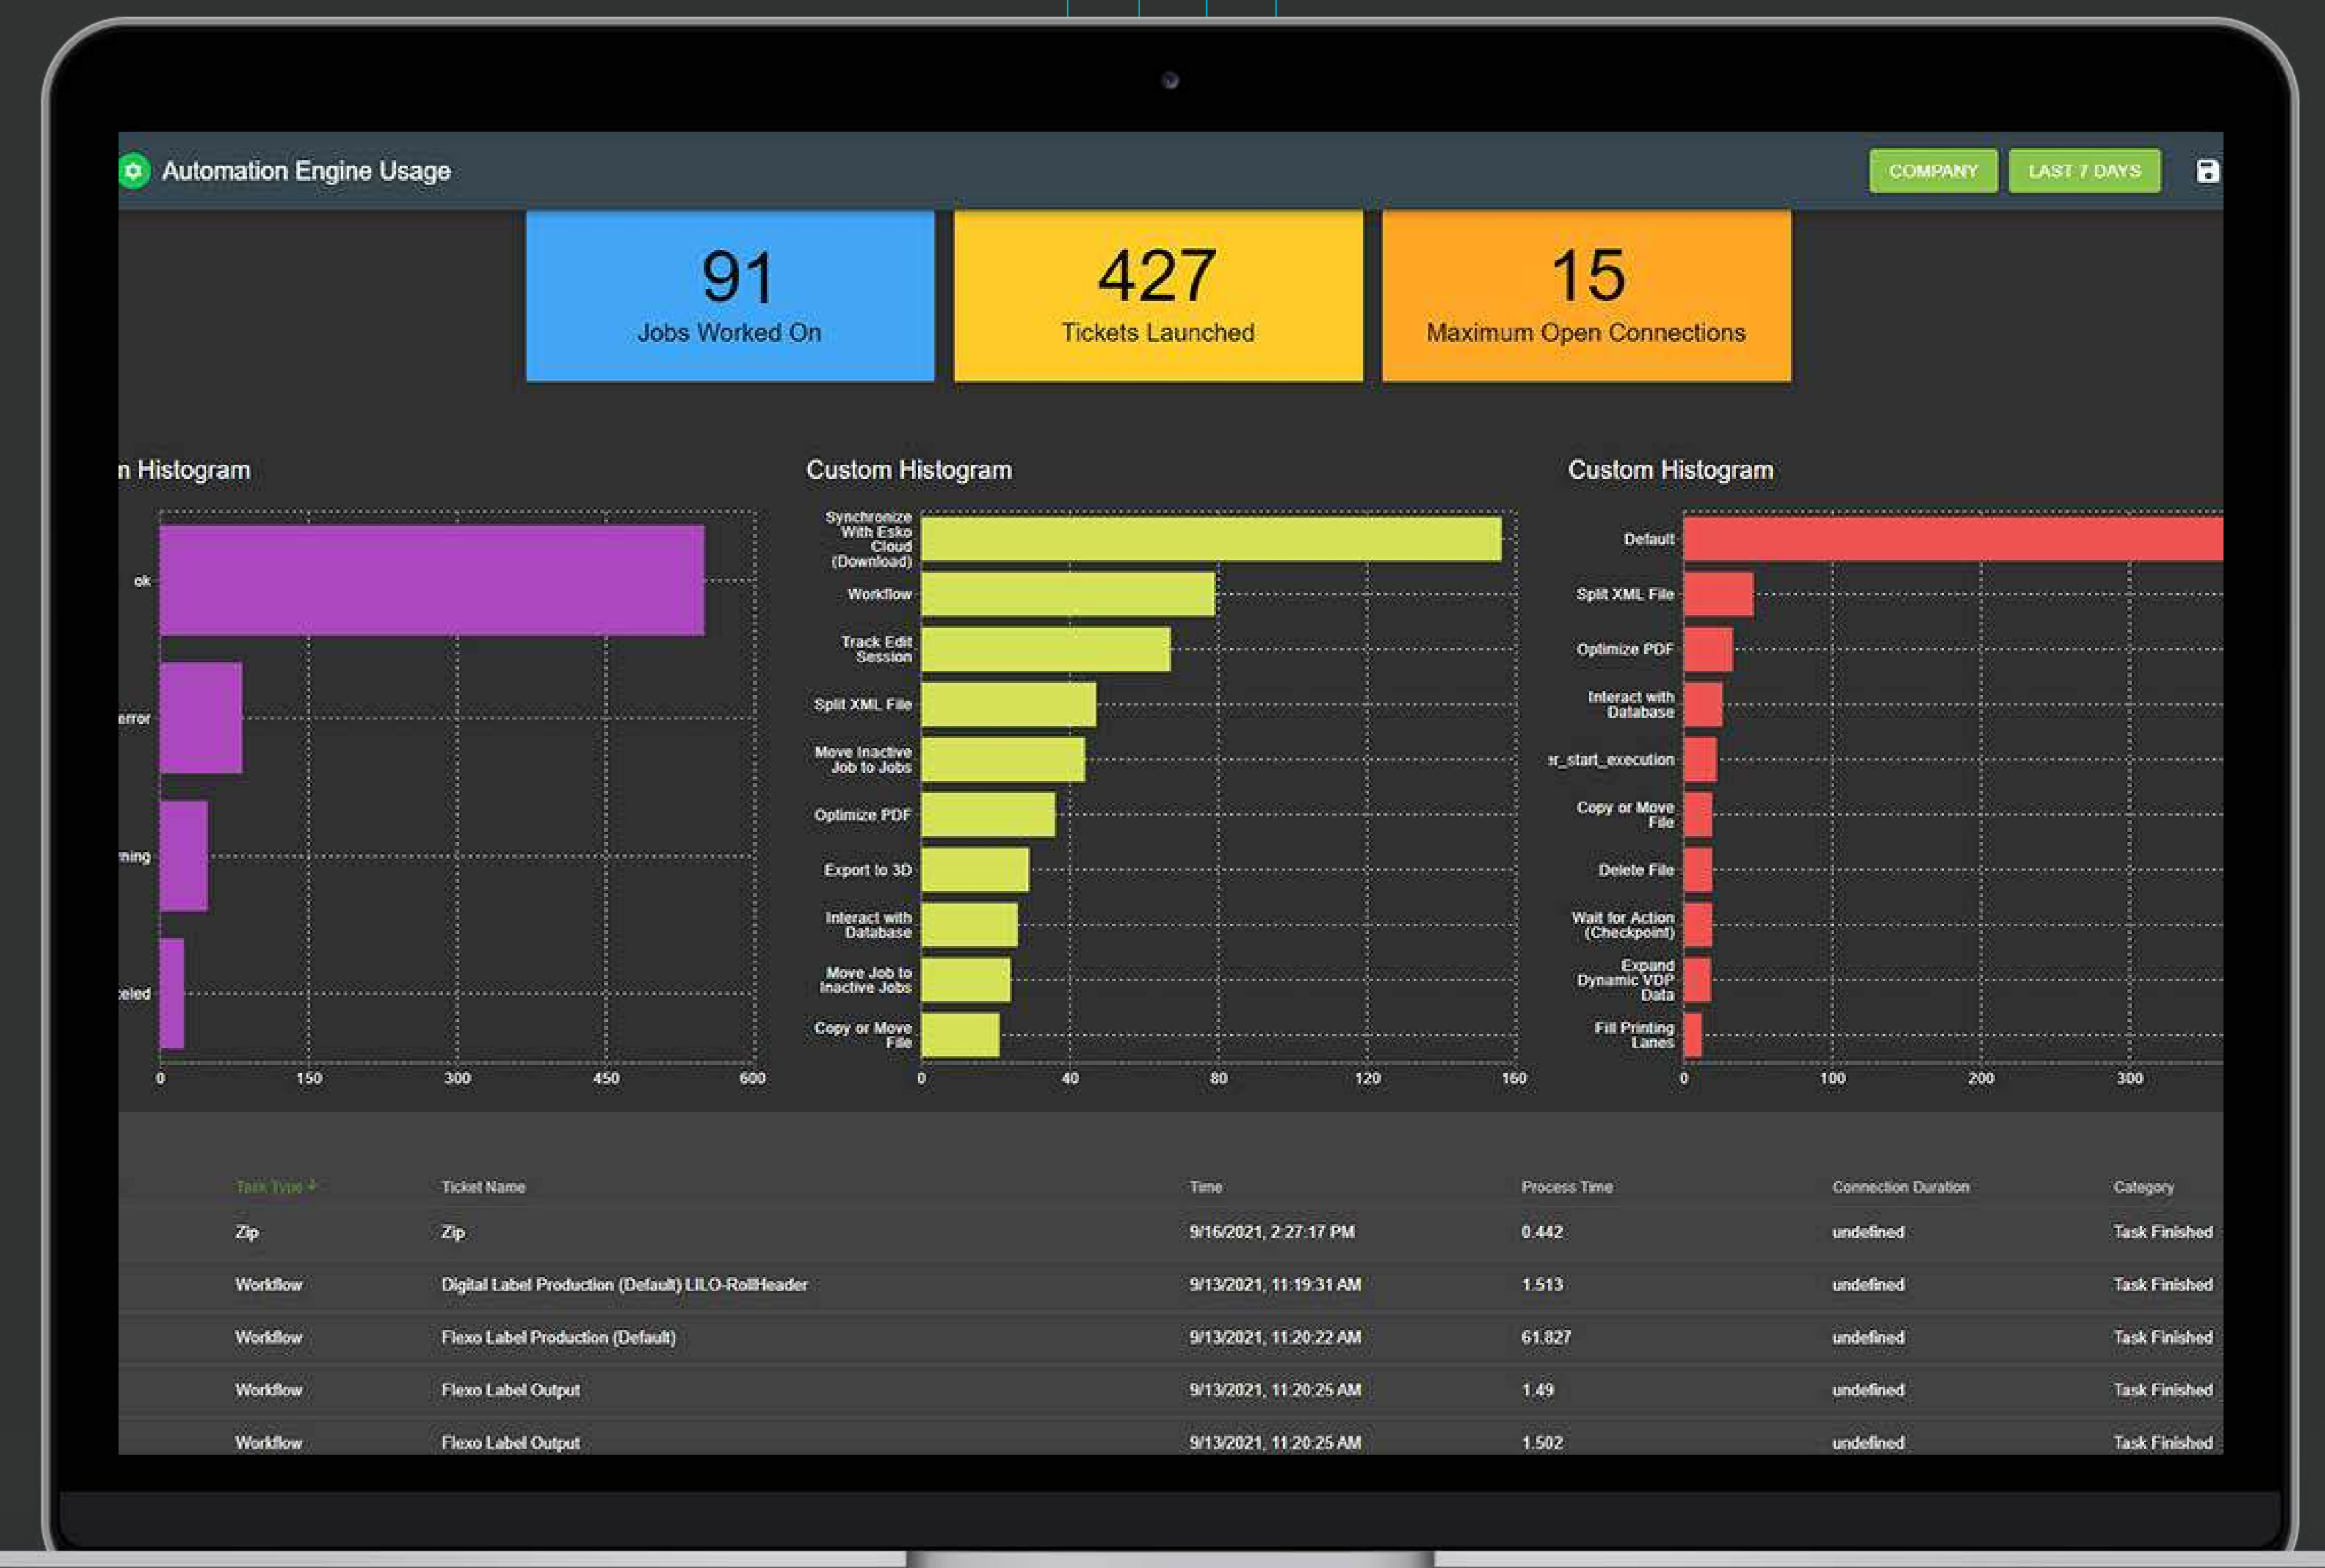 Automation Engine Usage
COMPANY
LAST 7 DAYS
91
Jobs Worked On
427
Tickets Launched
15
Maximum Open Connections
m Histogram
ok
error
rning
celed
0 150 300 450 600
Custom Histogram
Synchronize
With Esko
Cloud
(Download)
Workflow
Track Edit
Session
Split XML File
Move Inactive
Job to Jobs
Optimize PDF
Export to 3D
Interact with
Database
Move Job to
Inactive Jobs
Copy or Move
File
0 40 80 120 160
Custom Histogram
Default
Split XML File
Optimize PDF
Interact with
Database
er_start_execution
Copy or Move
File
Delete File
Wait for Action
(Checkpoint)
Expand
Dynamic VDP
Data
Fill Printing
Lanes
0 100 200 300
Task Type Ticket Name Time Process Time Connection Duration Category
Zip Zip 9/16/2021, 2:27:17 PM 0.442 undefined Task Finished
Workflow Digital Label Production (Default) LILO-RollHeader 9/13/2021, 11:19:31 AM 1.513 undefined Task Finished
Workflow Flexo Label Production (Default) 9/13/2021, 11:20:22 AM 61.827 undefined Task Finished
Workflow Flexo Label Output 9/13/2021, 11:20:25 AM 1.49 undefined Task Finished
Workflow Flexo Label Output 9/13/2021, 11:20:25 AM 1.502 undefined Task Finished